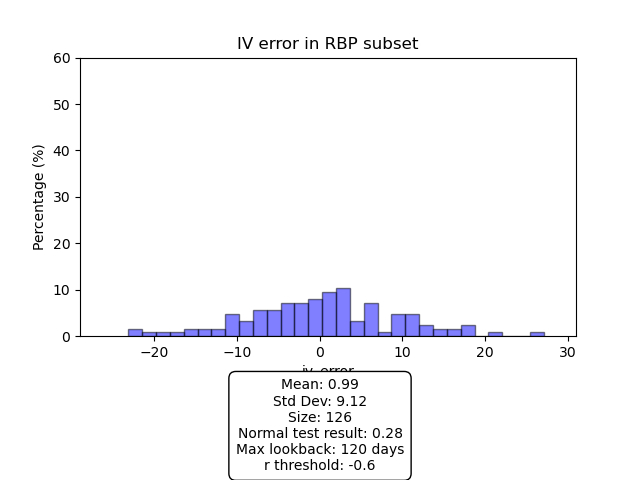 IV error in RBP subset
60
50
40
30
20
10
0
Percentage (%)
−20 −10 0 10 20 30
iv_error
Mean: 0.99
Std Dev: 9.12
Size: 126
Normal test result: 0.28
Max lookback: 120 days
r threshold: -0.6